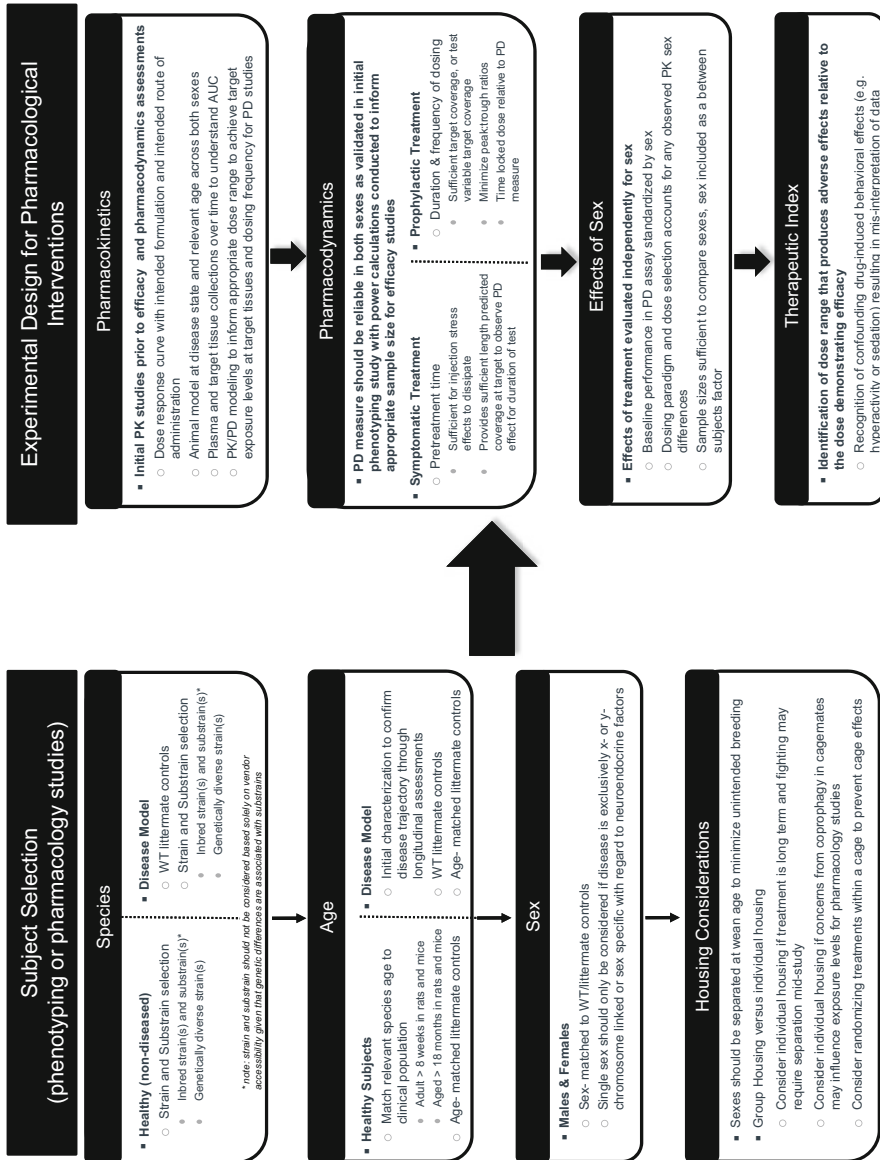 Subject Selection
(phenotyping or pharmacology studies)
Species
▪ Healthy (non-diseased)
○ Strain and Substrain selection
• Inbred strain(s) and substrain(s)*
• Genetically diverse strain(s)
▪ Disease Model
○ WT littermate controls
○ Strain and Substrain selection
• Inbred strain(s) and substrain(s)*
• Genetically diverse strain(s)
* note: strain and substrain should not be considered based solely on vendor
accessibility given that genetic differences are associated with substrains
Age
▪ Healthy Subjects
○ Match relevant species age to
clinical population
• Adult > 8 weeks in rats and mice
• Aged > 18 months in rats and mice
○ Age- matched littermate controls
▪ Disease Model
○ Initial characterization to confirm
disease trajectory through
longitudinal assessments
○ WT littermate controls
○ Age- matched littermate controls
Sex
▪ Males & Females
○ Sex- matched to WT/littermate controls
○ Single sex should only be considered if disease is exclusively x- or y-
chromosome linked or sex specific with regard to neuroendocrine factors
Housing Considerations
▪ Sexes should be separated at wean age to minimize unintended breeding
▪ Group Housing versus individual housing
○ Consider individual housing if treatment is long term and fighting may
require separation mid-study
○ Consider individual housing if concerns from coprophagy in cagemates
may influence exposure levels for pharmacology studies
○ Consider randomizing treatments within a cage to prevent cage effects
Experimental Design for Pharmacological
Interventions
Pharmacokinetics
▪ Initial PK studies prior to efficacy and pharmacodynamics assessments
○ Dose response curve with intended formulation and intended route of
administration
○ Animal model at disease state and relevant age across both sexes
○ Plasma and target tissue collections over time to understand AUC
○ PK/PD modeling to inform appropriate dose range to achieve target
exposure levels at target tissues and dosing frequency for PD studies
Pharmacodynamics
▪ PD measure should be reliable in both sexes as validated in initial
phenotyping study with power calculations conducted to inform
appropriate sample size for efficacy studies
▪ Symptomatic Treatment
○ Pretreatment time
• Sufficient for injection stress
effects to dissipate
• Provides sufficient length predicted
coverage at target to observe PD
effect for duration of test
▪ Prophylactic Treatment
○ Duration & frequency of dosing
• Sufficient target coverage, or test
variable target coverage
• Minimize peak:trough ratios
• Time locked dose relative to PD
measure
Effects of Sex
▪ Effects of treatment evaluated independently for sex
○ Baseline performance in PD assay standardized by sex
○ Dosing paradigm and dose selection accounts for any observed PK sex
differences
○ Sample sizes sufficient to compare sexes, sex included as a between
subjects factor
Therapeutic Index
▪ Identification of dose range that produces adverse effects relative to
the dose demonstrating efficacy
○ Recognition of confounding drug-induced behavioral effects (e.g.
hyperactivity or sedation) resulting in mis-interpretation of data